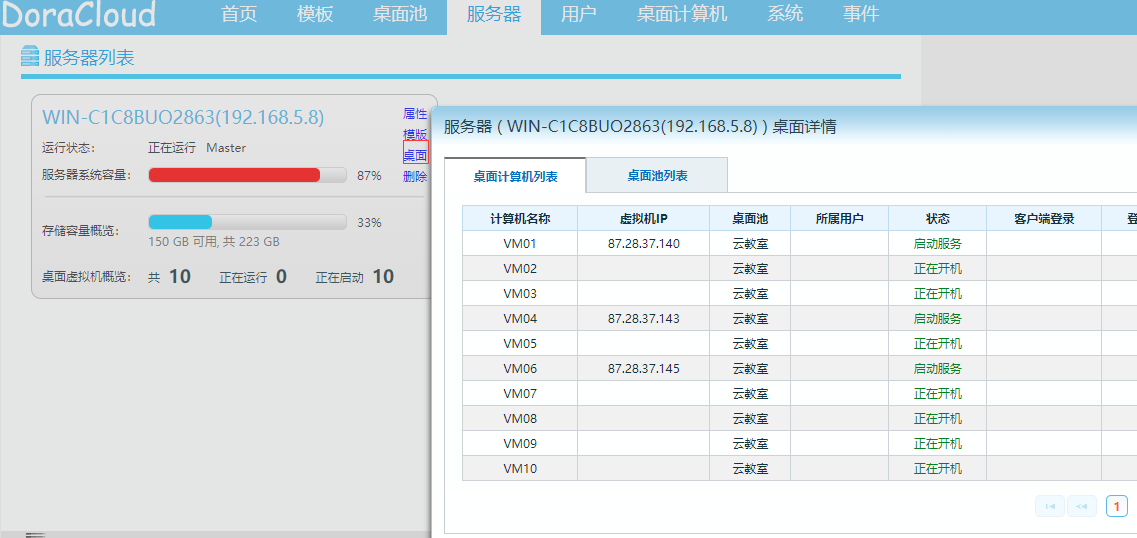 DoraCloud 首页 模板 桌面池 服务器 用户 桌面计算机 系统 事件
服务器列表
WIN-C1C8BUO2863(192.168.5.8) 属性
模版
运行状态: 正在运行 Master
桌面
服务器系统容量: 87% 删除
存储容量概览: 33%
150 GB 可用, 共 223 GB
桌面虚拟机概览: 共 10 正在运行 0 正在启动 10
服务器 ( WIN-C1C8BUO2863(192.168.5.8) ) 桌面详情
桌面计算机列表 桌面池列表
计算机名称 虚拟机IP 桌面池 所属用户 状态 客户端登录 登
VM01 87.28.37.140 云教室 启动服务
VM02 云教室 正在开机
VM03 云教室 正在开机
VM04 87.28.37.143 云教室 启动服务
VM05 云教室 正在开机
VM06 87.28.37.145 云教室 启动服务
VM07 云教室 正在开机
VM08 云教室 正在开机
VM09 云教室 正在开机
VM10 云教室 正在开机
1